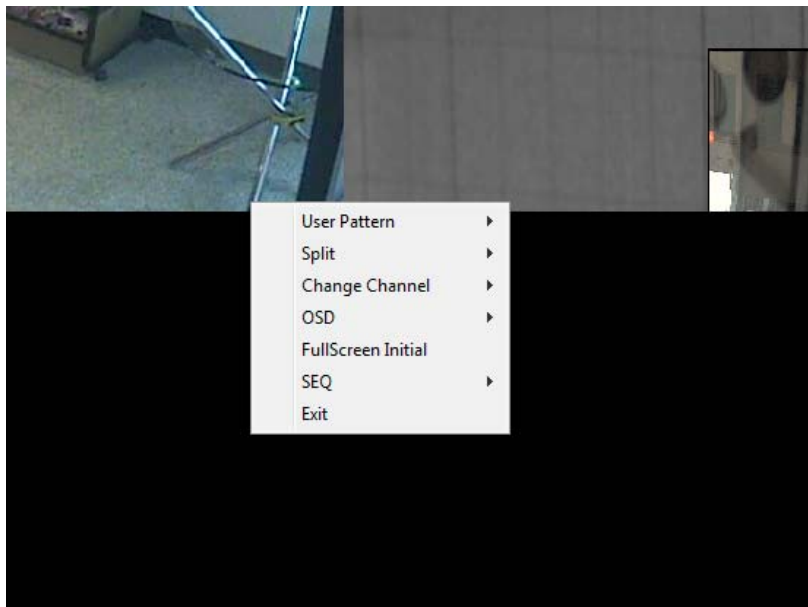 User Pattern
Split
Change Channel
OSD
FullScreen Initial
SEQ
Exit